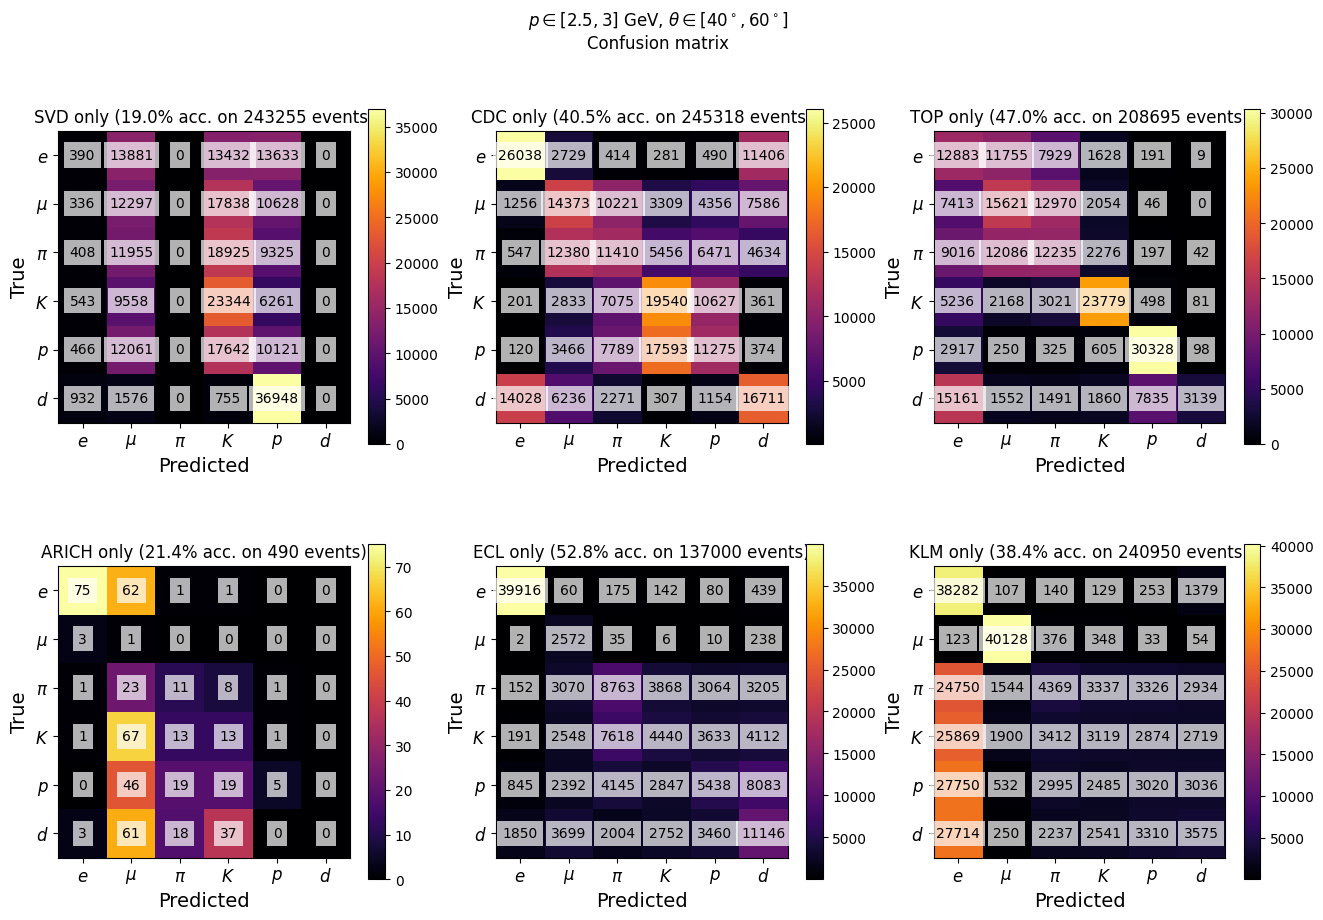 p ∈ [2.5, 3] GeV, θ ∈ [40°, 60°]
Confusion matrix
SVD only (19.0% acc. on 243255 events
e 390 13881 0 13432 13633 0
μ 336 12297 0 17838 10628 0
π 408 11955 0 18925 9325 0
K 543 9558 0 23344 6261 0
p 466 12061 0 17642 10121 0
d 932 1576 0 755 36948 0
e μ π K p d
Predicted
True
35000
30000
25000
20000
15000
10000
5000
0
CDC only (40.5% acc. on 245318 events
26038 2729 414 281 490 11406
1256 14373 10221 3309 4356 7586
547 12380 11410 5456 6471 4634
201 2833 7075 19540 10627 361
120 3466 7789 17593 11275 374
14028 6236 2271 307 1154 16711
e μ π K p d
Predicted
True
e
μ
π
K
p
d
25000
20000
15000
10000
5000
TOP only (47.0% acc. on 208695 events
e 12883 11755 7929 1628 191 9
μ 7413 15621 12970 2054 46 0
π 9016 12086 12235 2276 197 42
K 5236 2168 3021 23779 498 81
p 2917 250 325 605 30328 98
d 15161 1552 1491 1860 7835 3139
e μ π K p d
Predicted
True
30000
25000
20000
15000
10000
5000
0
ARICH only (21.4% acc. on 490 events)
e 75 62 1 1 0 0
μ 3 1 0 0 0 0
π 1 23 11 8 1 0
K 1 67 13 13 1 0
p 0 46 19 19 5 0
d 3 61 18 37 0 0
e μ π K p d
Predicted
True
70
60
50
40
30
20
10
0
ECL only (52.8% acc. on 137000 events)
e 39916 60 175 142 80 439
μ 2 2572 35 6 10 238
π 152 3070 8763 3868 3064 3205
K 191 2548 7618 4440 3633 4112
p 845 2392 4145 2847 5438 8083
d 1850 3699 2004 2752 3460 11146
e μ π K p d
Predicted
True
35000
30000
25000
20000
15000
10000
5000
KLM only (38.4% acc. on 240950 events
e 38282 107 140 129 253 1379
μ 123 40128 376 348 33 54
π 24750 1544 4369 3337 3326 2934
K 25869 1900 3412 3119 2874 2719
p 27750 532 2995 2485 3020 3036
d 27714 250 2237 2541 3310 3575
e μ π K p d
Predicted
True
40000
35000
30000
25000
20000
15000
10000
5000